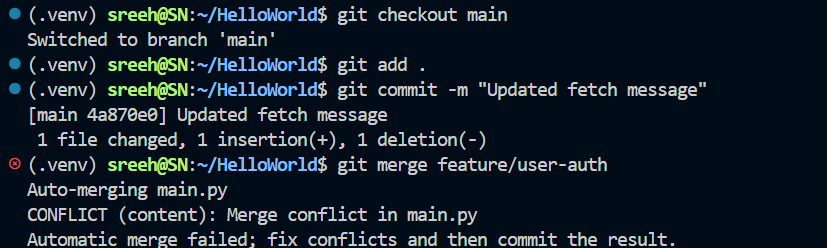 (.venv) sreeh@SN:~/HelloWorld$ git checkout main
Switched to branch 'main'
(.venv) sreeh@SN:~/HelloWorld$ git add .
(.venv) sreeh@SN:~/HelloWorld$ git commit -m "Updated fetch message"
[main 4a870e0] Updated fetch message
 1 file changed, 1 insertion(+), 1 deletion(-)
(.venv) sreeh@SN:~/HelloWorld$ git merge feature/user-auth
Auto-merging main.py
CONFLICT (content): Merge conflict in main.py
Automatic merge failed; fix conflicts and then commit the result.